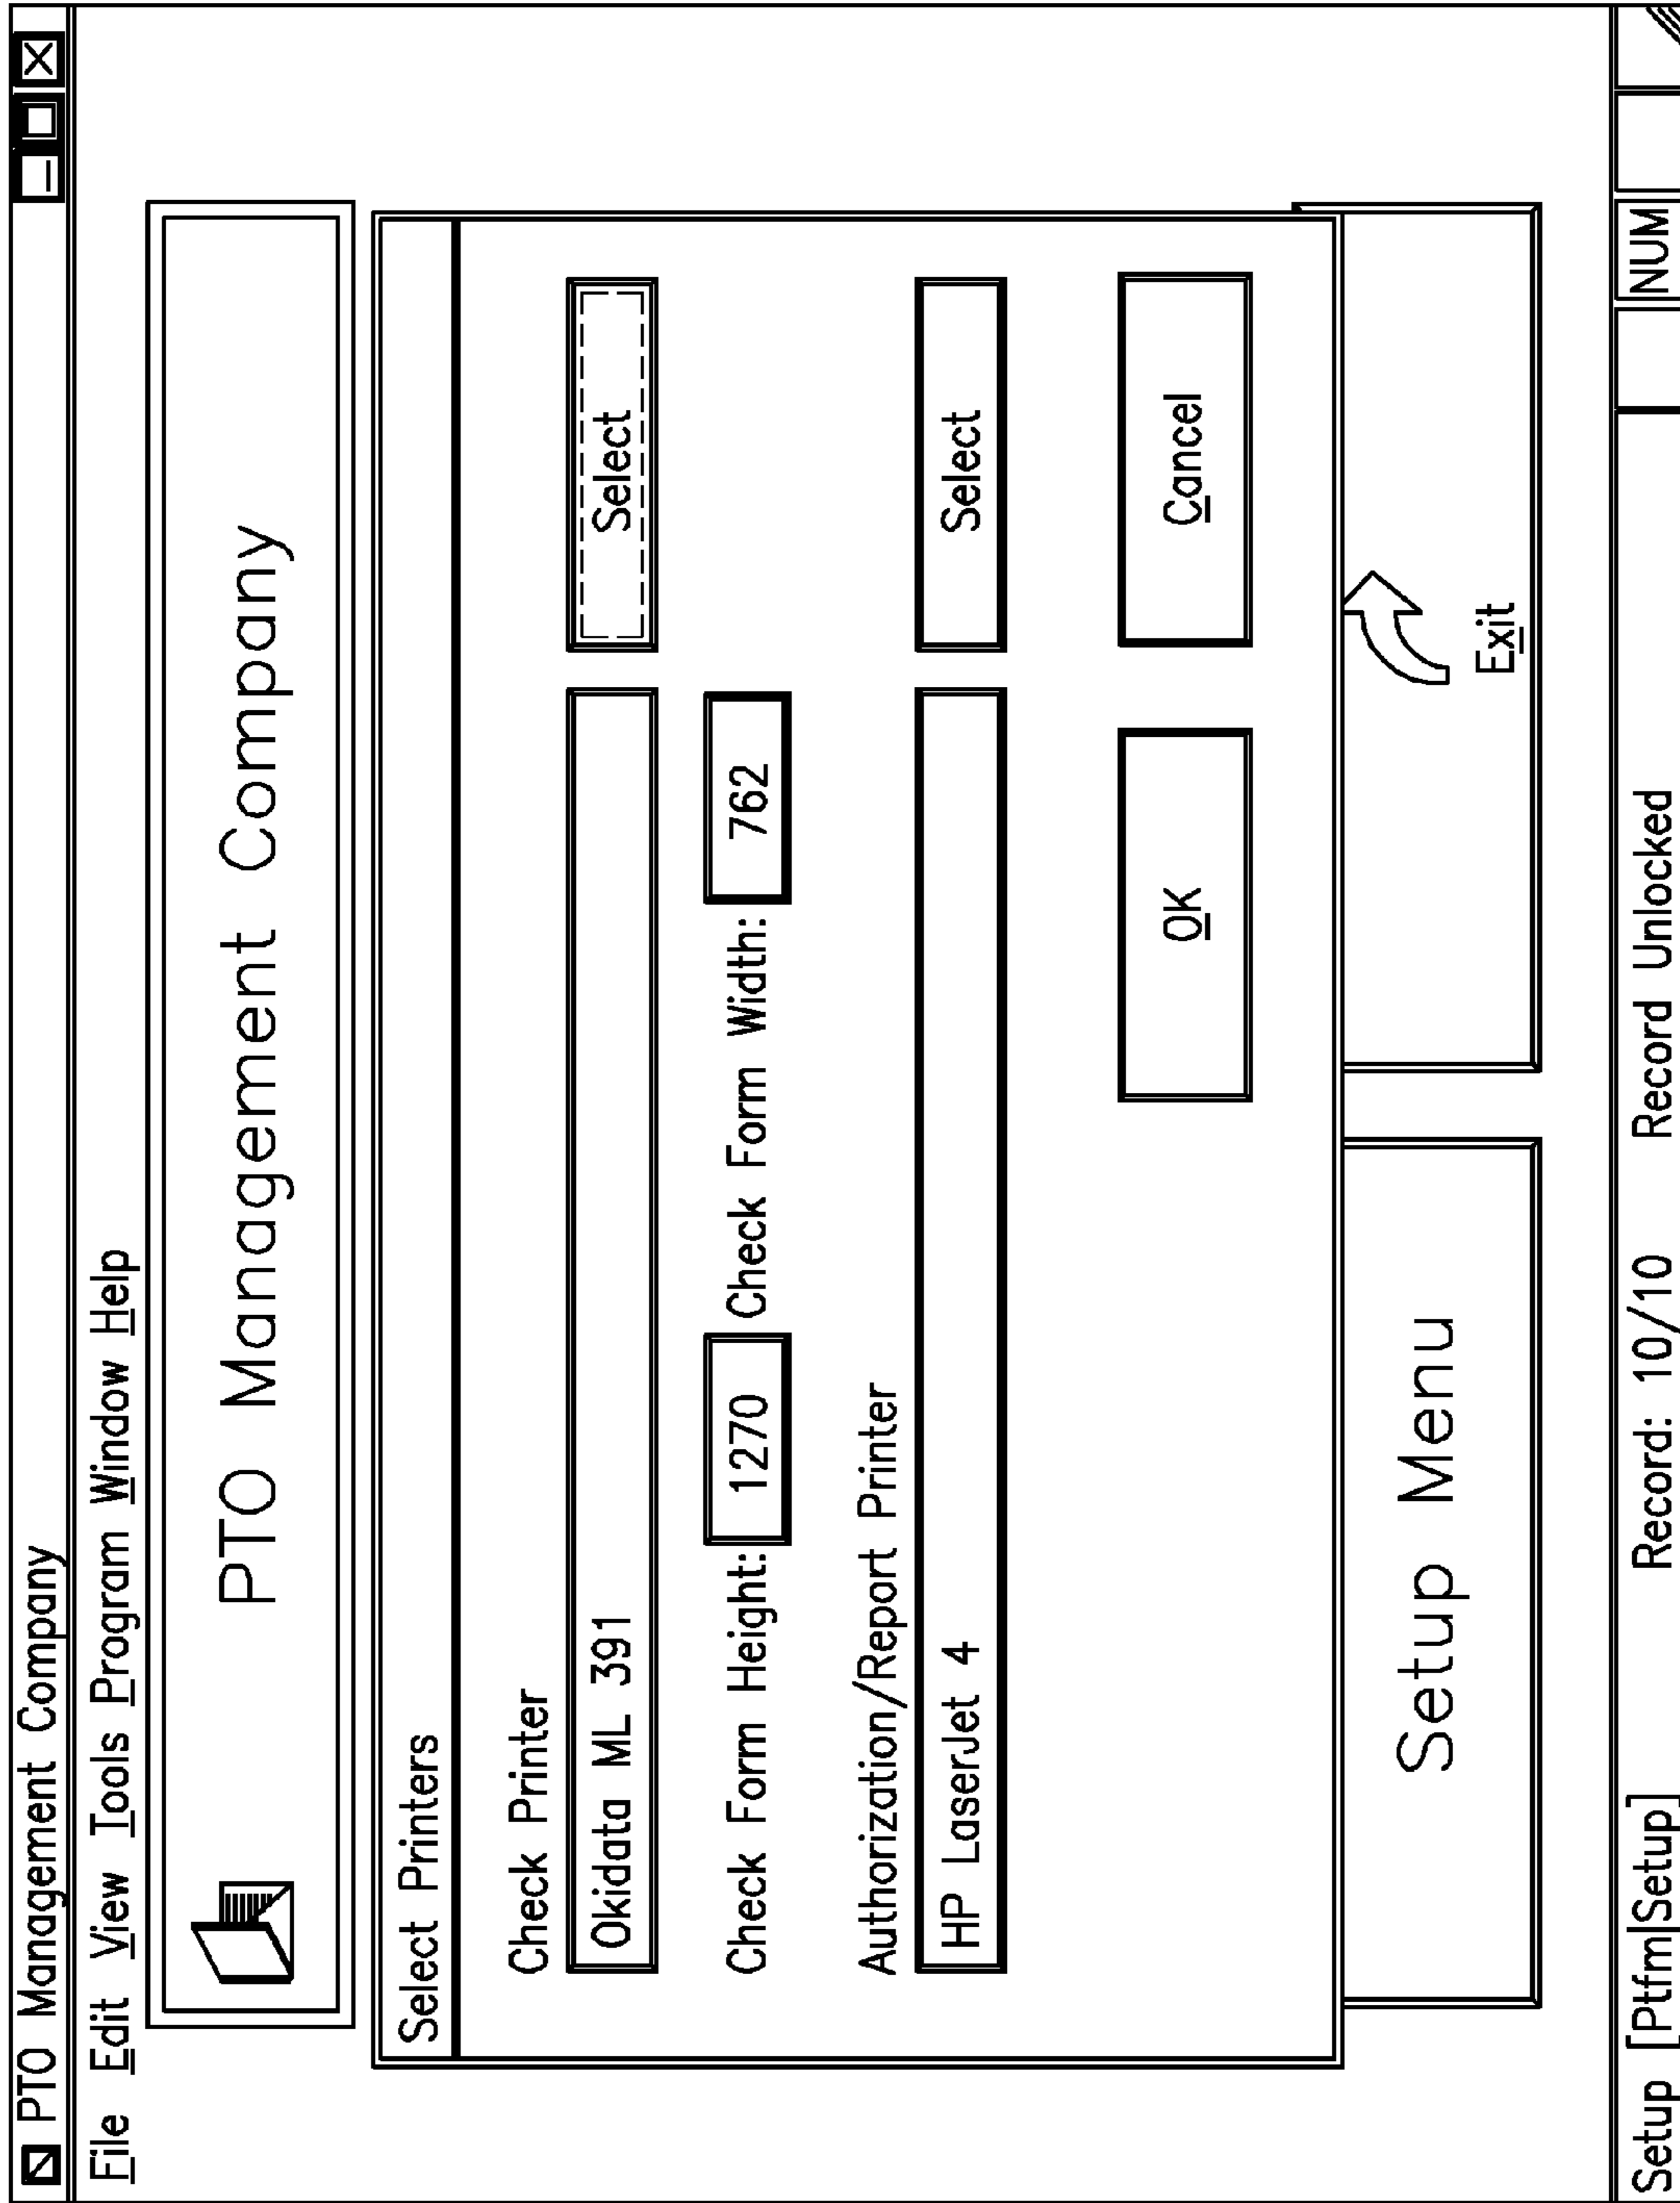 PTO Management Company
File Edit View Tools Program Window Help
PTO Management Company
Select Printers
Check Printer
Okidata ML 391 Select
Check Form Height: 1270 Check Form Width: 762
Authorization/Report Printer
HP LaserJet 4 Select
OK Cancel
Setup Menu Exit
Setup [Ptfm|Setup] Record: 10/10 Record Unlocked NUM